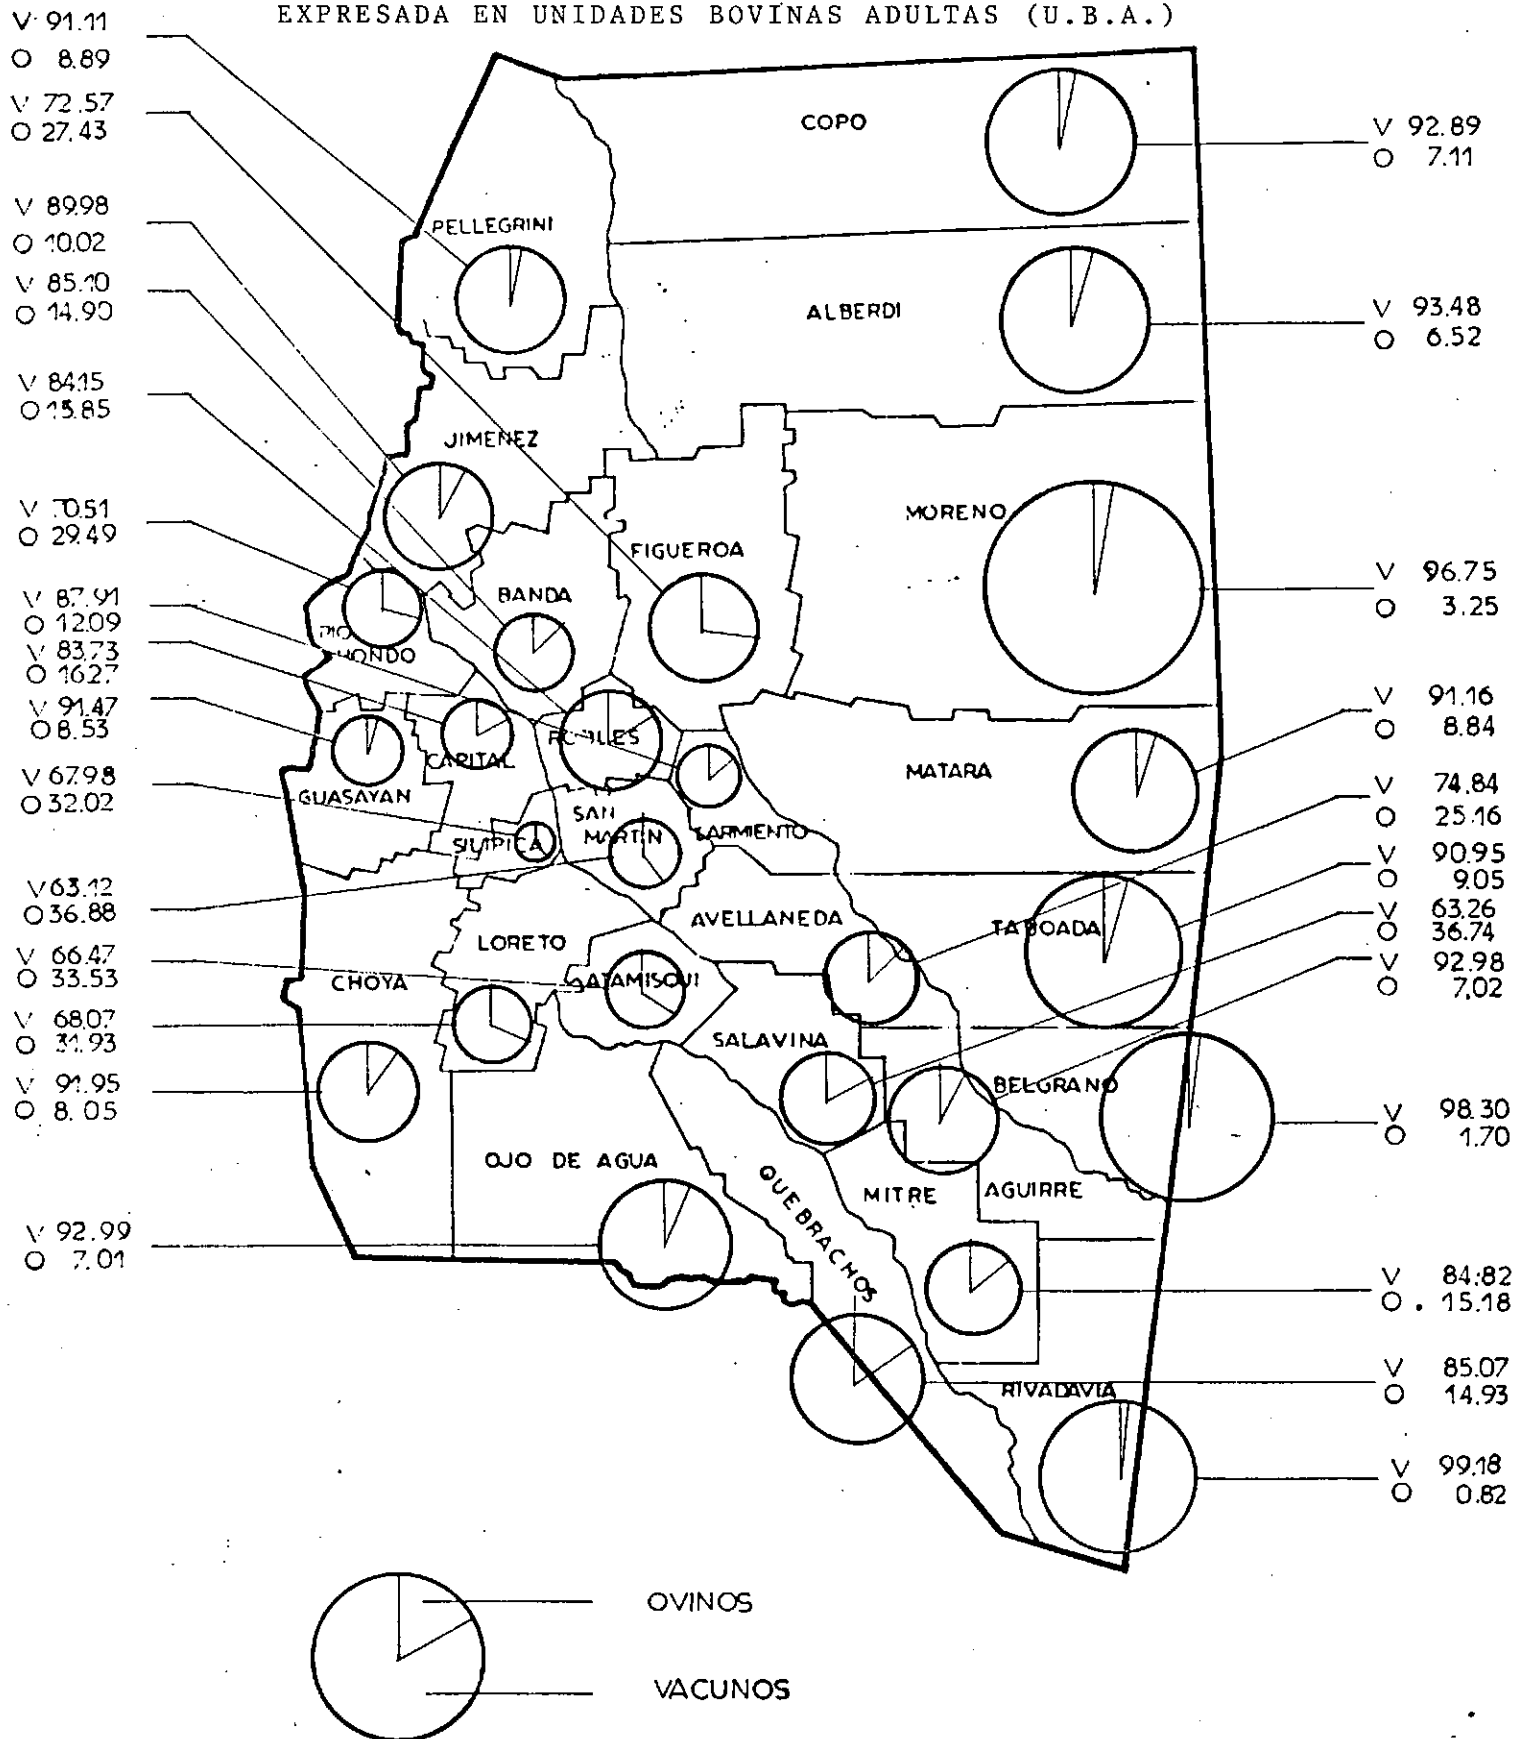 EXPRESADA EN UNIDADES BOVINAS ADULTAS (U.B.A.)
V 91.11
O 8.89
V 72.57
O 27.43
V 89.98
O 10.02
V 85.10
O 14.90
V 84.15
O 15.85
V 70.51
O 29.49
V 87.91
O 12.09
V 83.73
O 16.27
V 91.47
O 8.53
V 67.98
O 32.02
V 63.12
O 36.88
V 66.47
O 33.53
V 68.07
O 31.93
V 91.95
O 8.05
V 92.99
O 7.01
COPO
PELLEGRINI
ALBERDI
JIMENEZ
MORENO
FIGUEROA
BANDA
RIO
HONDO
ROBLES
CAPITAL
MATARA
GUASAYAN
SAN
MARTIN
SARMIENTO
SILIPICA
AVELLANEDA
TABOADA
LORETO
CHOYA
ATAMISQUI
SALAVINA
BELGRANO
OJO DE AGUA
QUEBRACHOS
MITRE
AGUIRRE
RIVADAVIA
V 92.89
O 7.11
V 93.48
O 6.52
V 96.75
O 3.25
V 91.16
O 8.84
V 74.84
O 25.16
V 90.95
O 9.05
V 63.26
O 36.74
V 92.98
O 7.02
V 98.30
O 1.70
V 84.82
O 15.18
V 85.07
O 14.93
V 99.18
O 0.82
OVINOS
VACUNOS